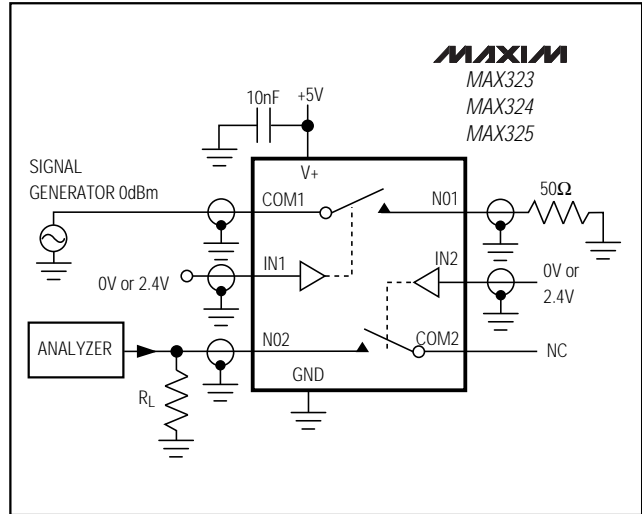 MAXIM
MAX323
MAX324
MAX325
10nF
+5V
V+
SIGNAL
GENERATOR 0dBm
COM1
N01
50Ω
0V or 2.4V
IN1
IN2
0V or
2.4V
ANALYZER
N02
COM2
NC
RL
GND